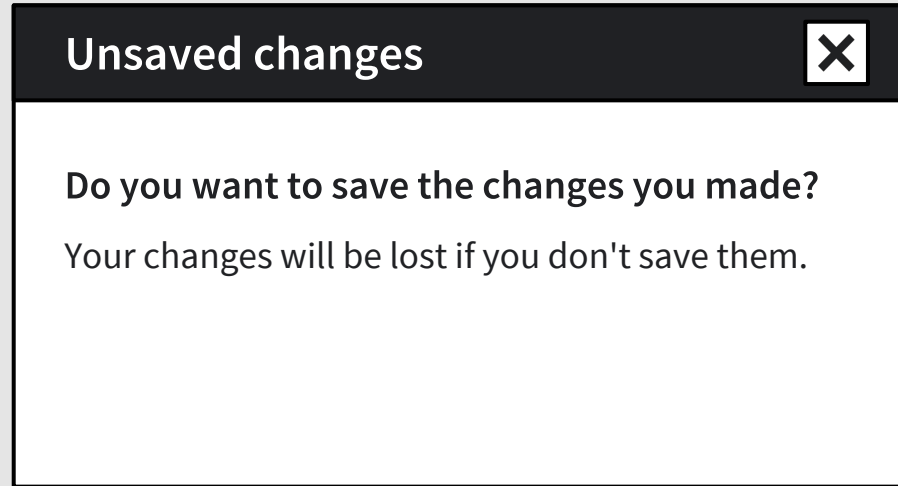 Unsaved changes
Do you want to save the changes you made?
Your changes will be lost if you don't save them.